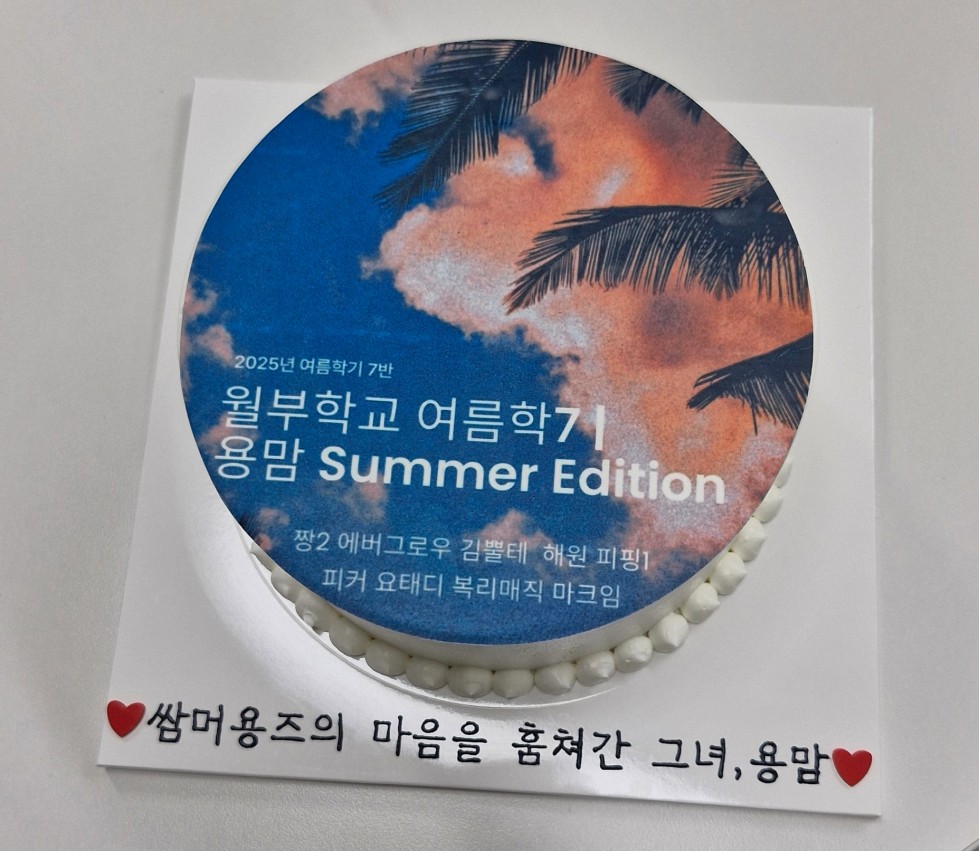 2025년 여름학기 7반
월부학교 여름학7ㅣ
용맘 Summer Edition
짱2 에버그로우 김뿔테 해원 피핑1
피커 요태디 복리매직 마크임
쌈머용즈의 마음을 훔쳐간 그녀,용맘